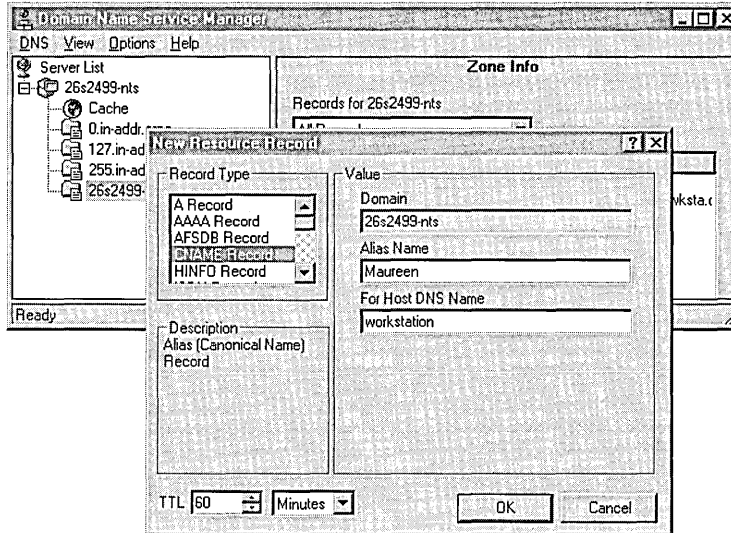 Domain Name Service Manager
DNS View Options Help
Server List
26s2499-nts
Cache
0.in-addr.arpa
127.in-ad
255.in-ad
26s2499-
Zone Info
Records for 26s2499-nts
wksta.c
Ready
New Resource Record
Record Type
A Record
AAAA Record
AFSDB Record
CNAME Record
HINFO Record
Description
Alias (Canonical Name)
Record
Value
Domain
26s2499-nts
Alias Name
Maureen
For Host DNS Name
workstation
TTL 60 Minutes
OK Cancel